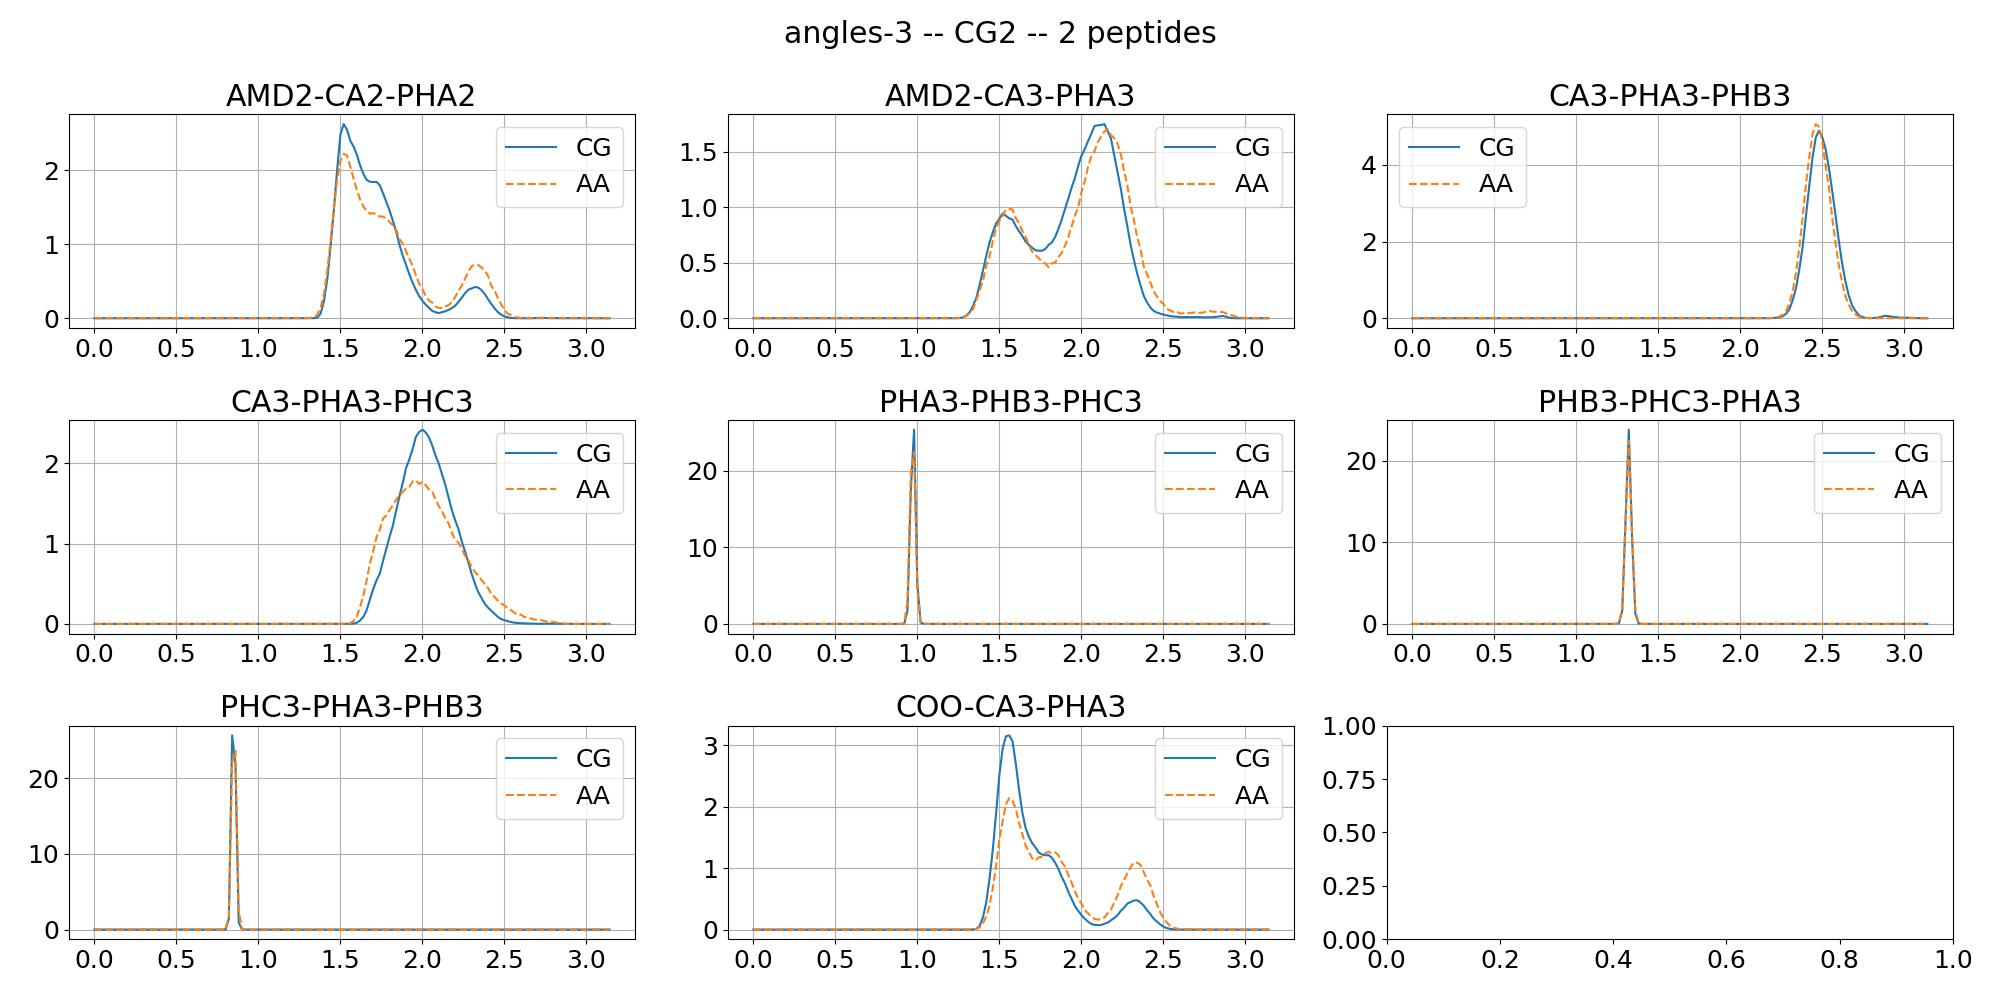 angles-3 -- CG2 -- 2 peptides
AMD2-CA2-PHA2
CG
AA
2
1
0
0.0 0.5 1.0 1.5 2.0 2.5 3.0
AMD2-CA3-PHA3
CG
AA
1.5
1.0
0.5
0.0
0.0 0.5 1.0 1.5 2.0 2.5 3.0
CA3-PHA3-PHB3
CG
AA
4
2
0
0.0 0.5 1.0 1.5 2.0 2.5 3.0
CA3-PHA3-PHC3
CG
AA
2
1
0
0.0 0.5 1.0 1.5 2.0 2.5 3.0
PHA3-PHB3-PHC3
CG
AA
20
10
0
0.0 0.5 1.0 1.5 2.0 2.5 3.0
PHB3-PHC3-PHA3
CG
AA
20
10
0
0.0 0.5 1.0 1.5 2.0 2.5 3.0
PHC3-PHA3-PHB3
CG
AA
20
10
0
0.0 0.5 1.0 1.5 2.0 2.5 3.0
COO-CA3-PHA3
CG
AA
3
2
1
0
0.0 0.5 1.0 1.5 2.0 2.5 3.0
1.00
0.75
0.50
0.25
0.00
0.0 0.2 0.4 0.6 0.8 1.0